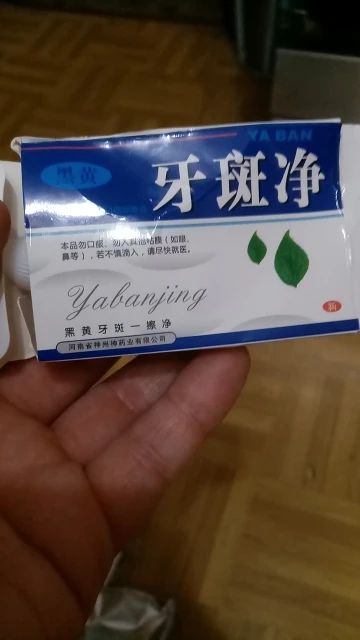 YA BAN
黑黄
牙斑净
本品勿口服，勿入其他粘膜（如眼、
鼻等），若不慎滴入，请尽快就医。
Yabanjing
新
黑黄牙斑一擦净
河南省神州神药业有限公司